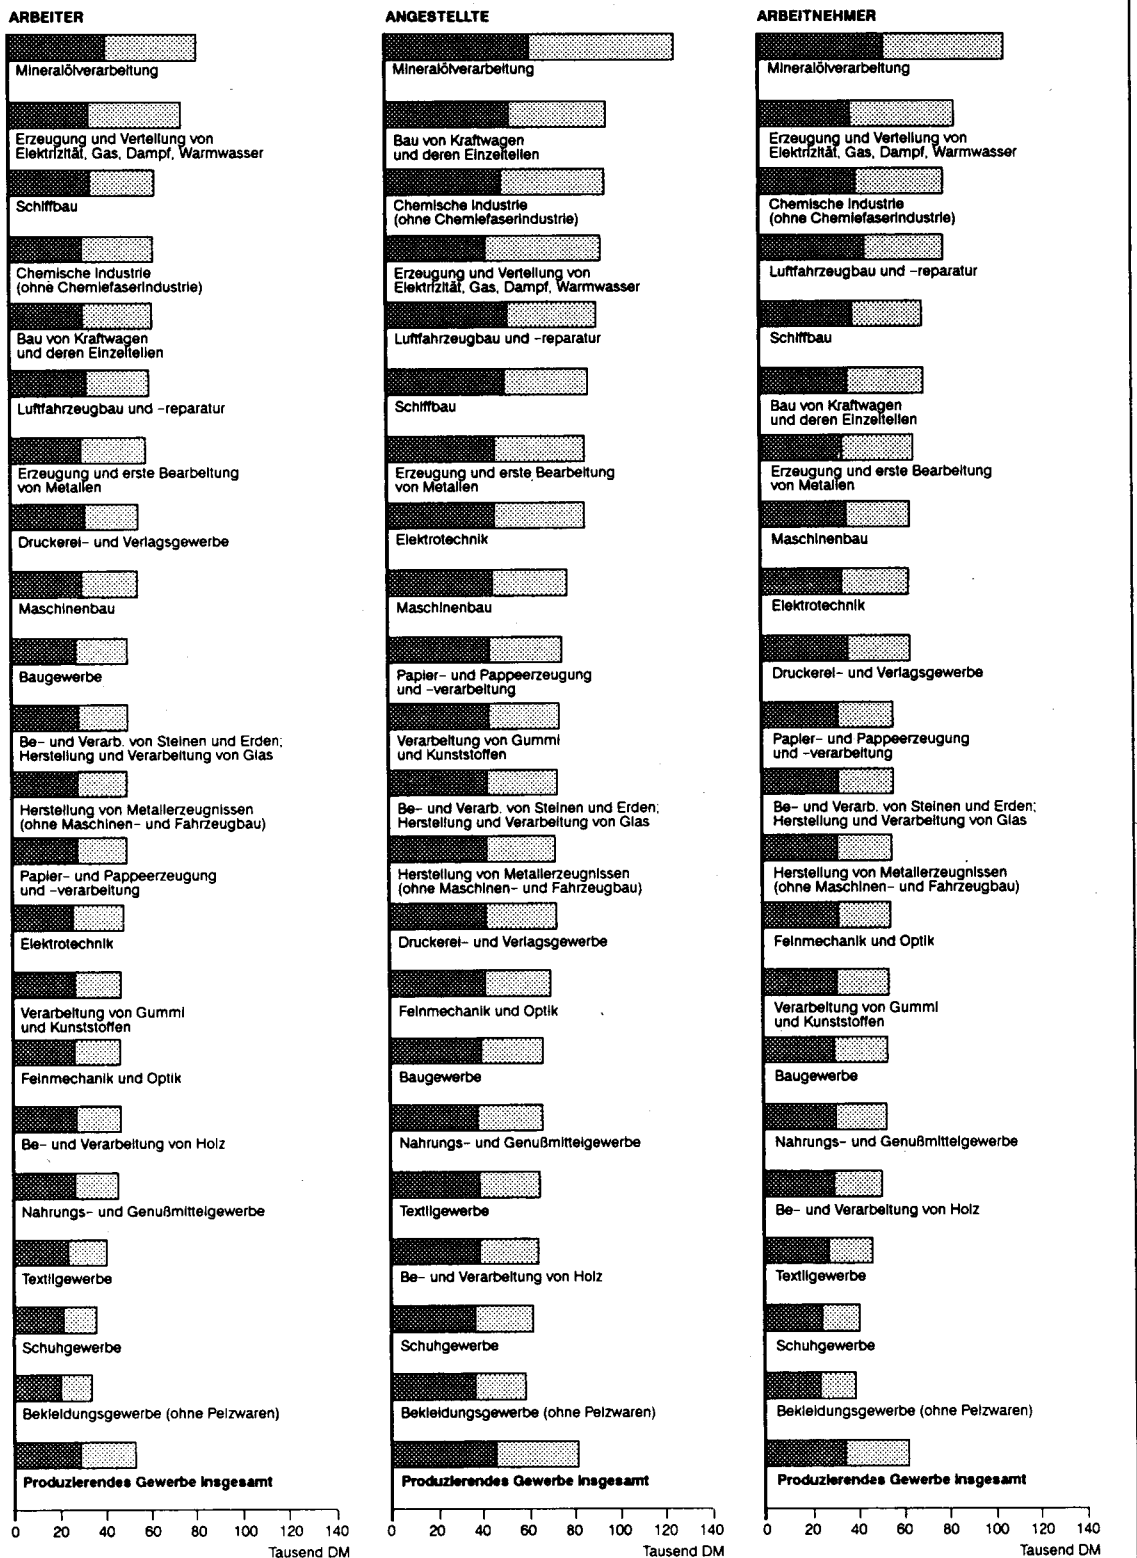 ARBEITER
Mineralölverarbeitung
Erzeugung und Verteilung von
Elektrizität, Gas, Dampf, Warmwasser
Schiffbau
Chemische Industrie
(ohne Chemiefaserindustrie)
Bau von Kraftwagen
und deren Einzelteilen
Luftfahrzeugbau und -reparatur
Erzeugung und erste Bearbeitung
von Metallen
Druckerei- und Verlagsgewerbe
Maschinenbau
Baugewerbe
Be- und Verarb. von Steinen und Erden;
Herstellung und Verarbeitung von Glas
Herstellung von Metallerzeugnissen
(ohne Maschinen- und Fahrzeugbau)
Papier- und Pappeerzeugung
und -verarbeitung
Elektrotechnik
Verarbeitung von Gummi
und Kunststoffen
Feinmechanik und Optik
Be- und Verarbeitung von Holz
Nahrungs- und Genußmittelgewerbe
Textilgewerbe
Schuhgewerbe
Bekleidungsgewerbe (ohne Pelzwaren)
Produzierendes Gewerbe insgesamt
0 20 40 60 80 100 120 140
Tausend DM
ANGESTELLTE
Mineralölverarbeitung
Bau von Kraftwagen
und deren Einzelteilen
Chemische Industrie
(ohne Chemiefaserindustrie)
Erzeugung und Verteilung von
Elektrizität, Gas, Dampf, Warmwasser
Luftfahrzeugbau und -reparatur
Schiffbau
Erzeugung und erste Bearbeitung
von Metallen
Elektrotechnik
Maschinenbau
Papier- und Pappeerzeugung
und -verarbeitung
Verarbeitung von Gummi
und Kunststoffen
Be- und Verarb. von Steinen und Erden;
Herstellung und Verarbeitung von Glas
Herstellung von Metallerzeugnissen
(ohne Maschinen- und Fahrzeugbau)
Druckerei- und Verlagsgewerbe
Feinmechanik und Optik
Baugewerbe
Nahrungs- und Genußmittelgewerbe
Textilgewerbe
Be- und Verarbeitung von Holz
Schuhgewerbe
Bekleidungsgewerbe (ohne Pelzwaren)
Produzierendes Gewerbe insgesamt
0 20 40 60 80 100 120 140
Tausend DM
ARBEITNEHMER
Mineralölverarbeitung
Erzeugung und Verteilung von
Elektrizität, Gas, Dampf, Warmwasser
Chemische Industrie
(ohne Chemiefaserindustrie)
Luftfahrzeugbau und -reparatur
Schiffbau
Bau von Kraftwagen
und deren Einzelteilen
Erzeugung und erste Bearbeitung
von Metallen
Maschinenbau
Elektrotechnik
Druckerei- und Verlagsgewerbe
Papier- und Pappeerzeugung
und -verarbeitung
Be- und Verarb. von Steinen und Erden;
Herstellung und Verarbeitung von Glas
Herstellung von Metallerzeugnissen
(ohne Maschinen- und Fahrzeugbau)
Feinmechanik und Optik
Verarbeitung von Gummi
und Kunststoffen
Baugewerbe
Nahrungs- und Genußmittelgewerbe
Be- und Verarbeitung von Holz
Textilgewerbe
Schuhgewerbe
Bekleidungsgewerbe (ohne Pelzwaren)
Produzierendes Gewerbe insgesamt
0 20 40 60 80 100 120 140
Tausend DM